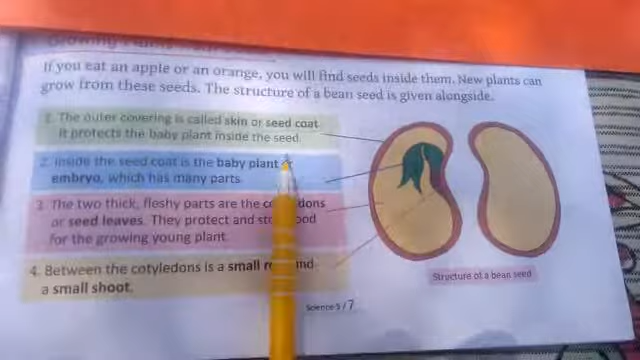 Growing
If you eat an apple or an orange, you will find seeds inside them. New plants can
grow from these seeds. The structure of a bean seed is given alongside.
1. The outer covering is called skin or seed coat.
It protects the baby plant inside the seed.
2. Inside the seed coat is the baby plant or
embryo, which has many parts.
3. The two thick, fleshy parts are the
or seed leaves. They protect and
for the growing young plant.
4. Between the cotyledons is a small
a small shoot.
Structure of a bean seed
Science-5 / 7